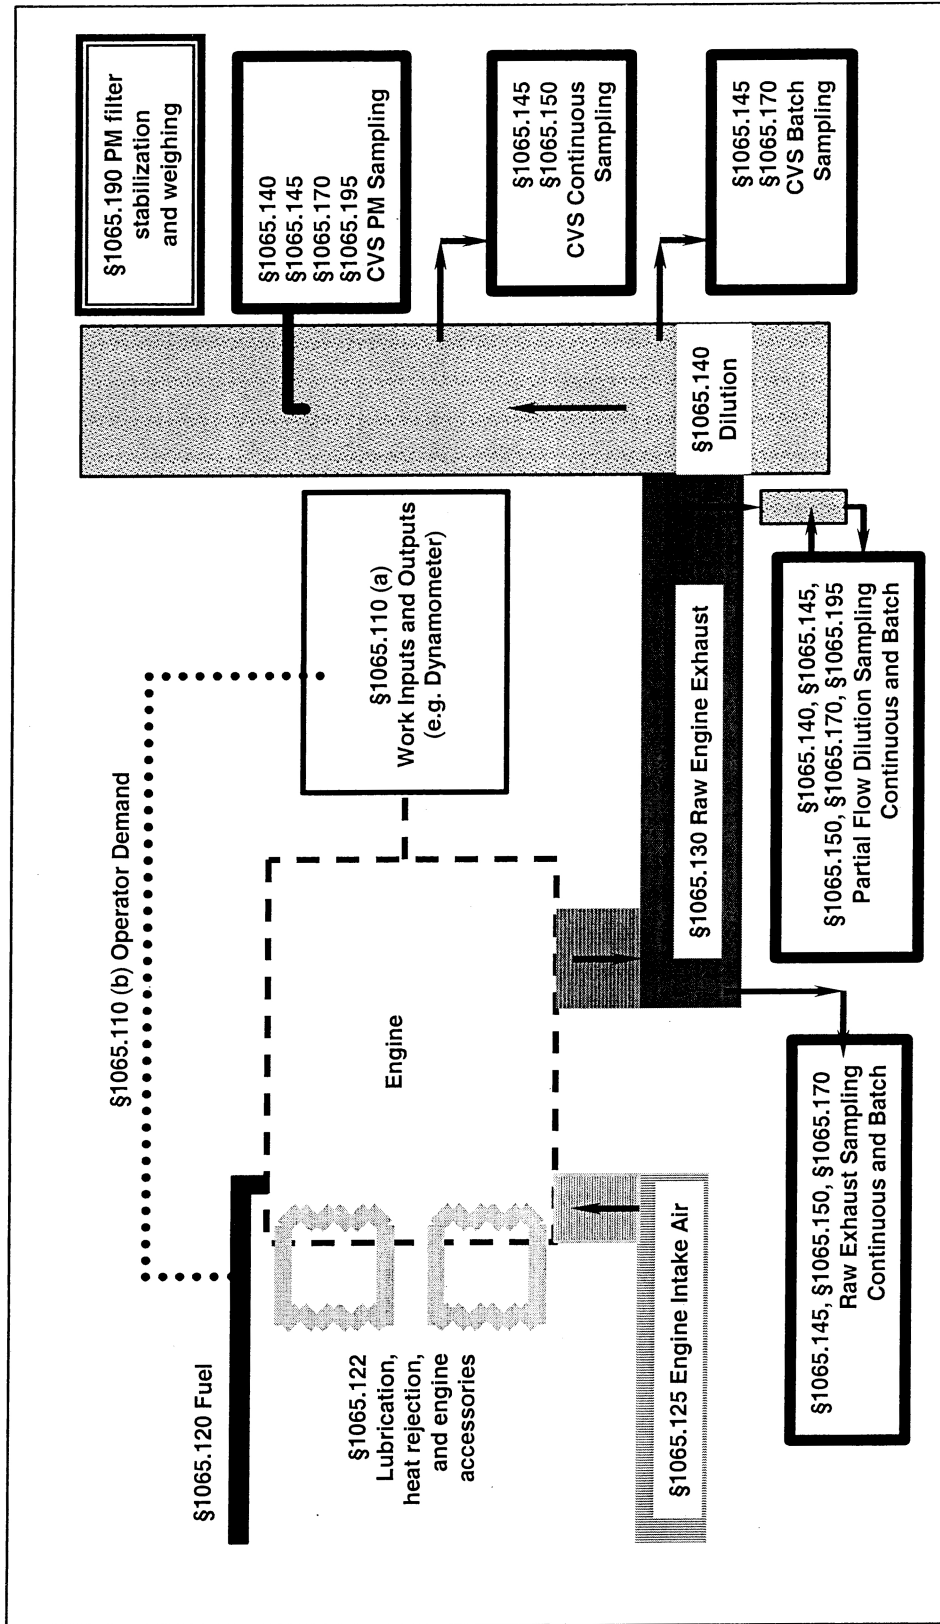 §1065.110 (b) Operator Demand
§1065.120 Fuel
§1065.122
Lubrication,
heat rejection,
and engine
accessories
Engine
§1065.110 (a)
Work Inputs and Outputs
(e.g. Dynamometer)
§1065.125 Engine Intake Air
§1065.130 Raw Engine Exhaust
§1065.140
Dilution
§1065.145, §1065.150, §1065.170
Raw Exhaust Sampling
Continuous and Batch
§1065.140, §1065.145,
§1065.150, §1065.170, §1065.195
Partial Flow Dilution Sampling
Continuous and Batch
§1065.190 PM filter
stabilization
and weighing
§1065.140
§1065.145
§1065.170
§1065.195
CVS PM Sampling
§1065.145
§1065.150
CVS Continuous
Sampling
§1065.145
§1065.170
CVS Batch
Sampling